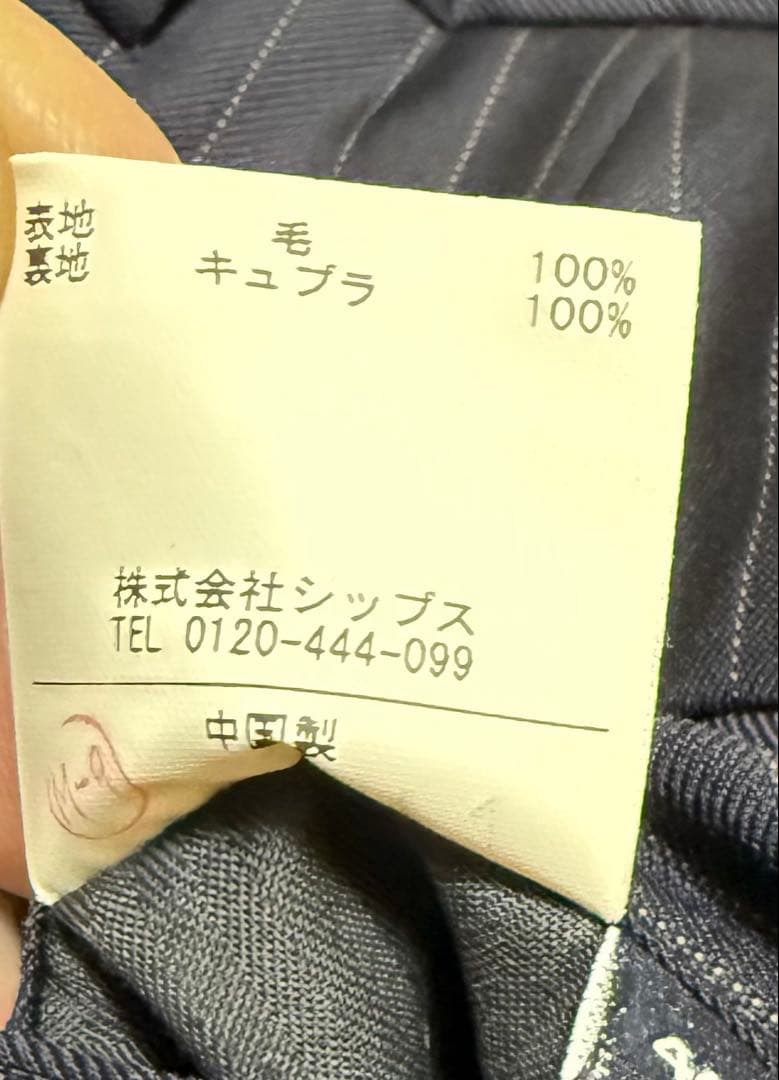 表地 毛 100%
裏地 キュプラ 100%
株式会社シップス
TEL 0120-444-099
中国製